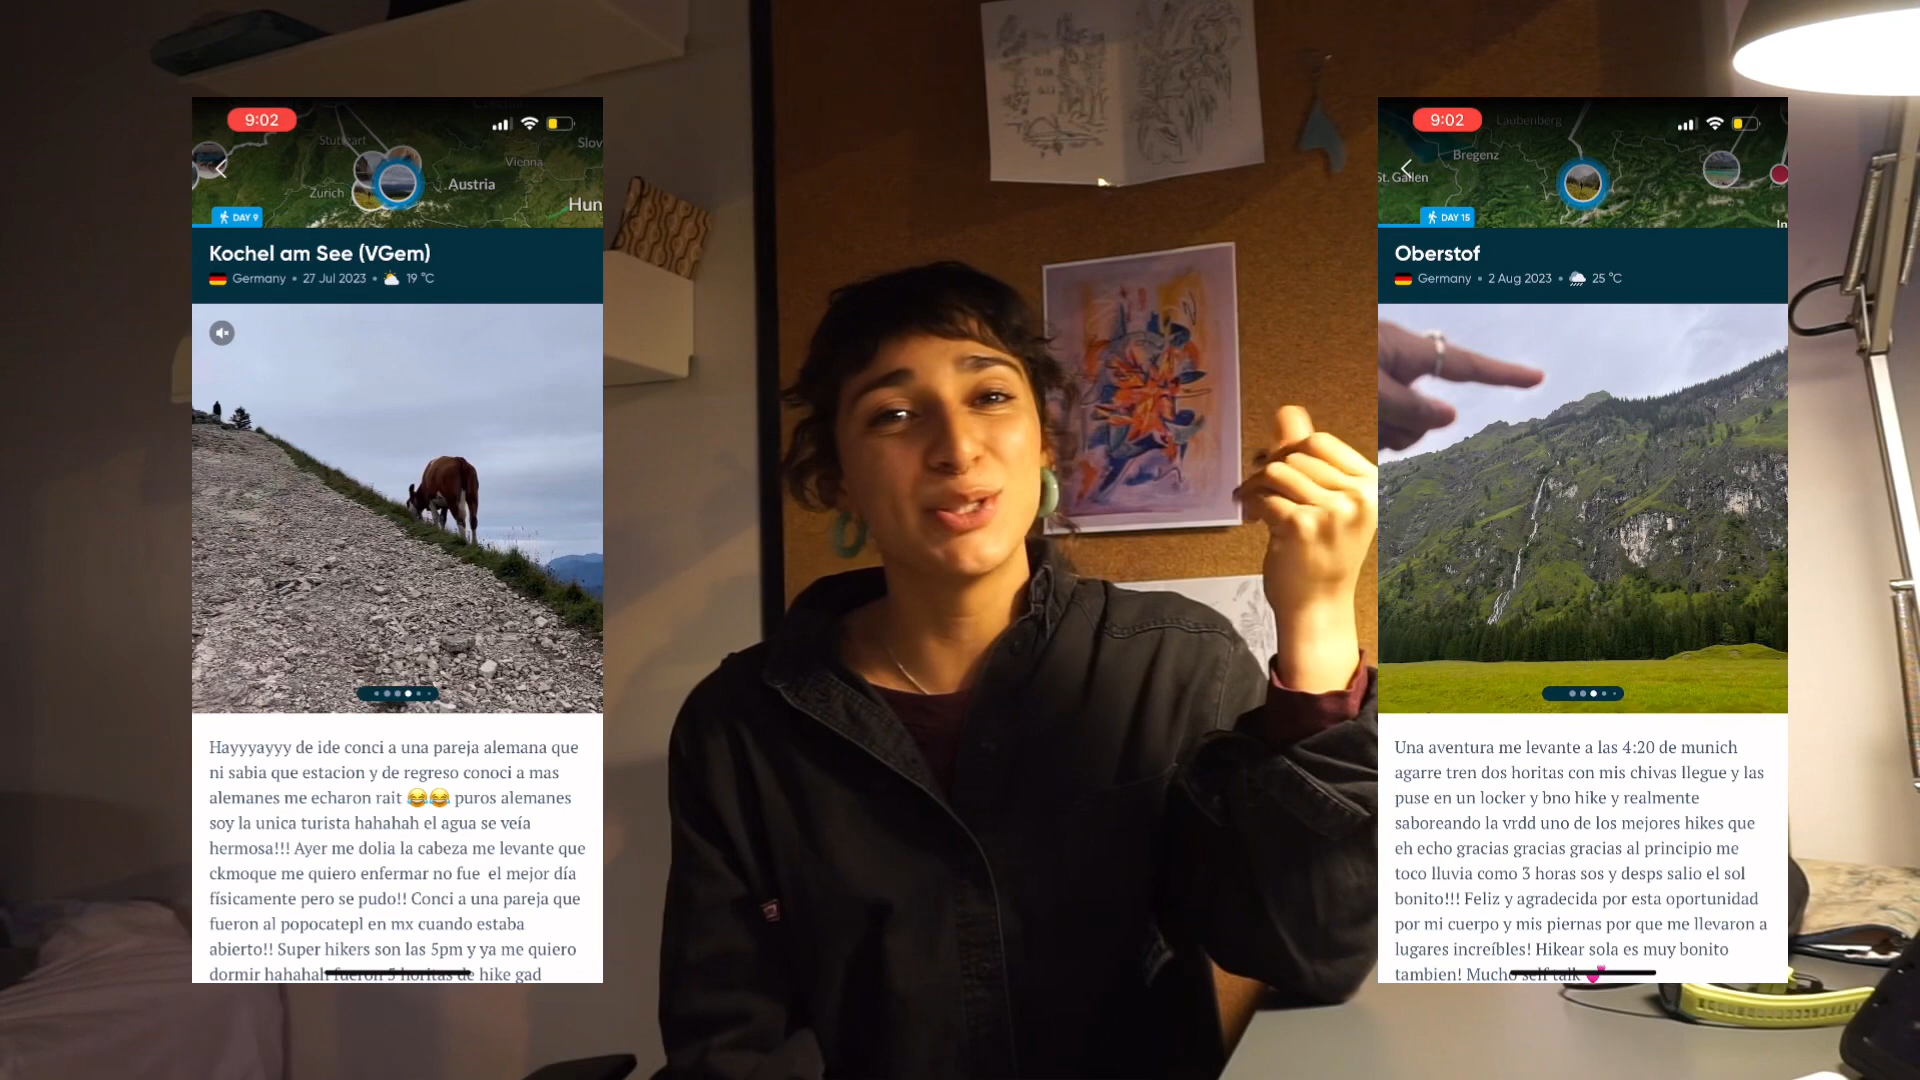 9:02
Stuttgart
Slov
Vienna
Zurich
Austria
Hun
DAY 9
Kochel am See (VGem)
Germany • 27 Jul 2023 • 19 °C
Hayyyayyy de ide conci a una pareja alemana que
ni sabia que estacion y de regreso conoci a mas
alemanes me echaron rait 😂😂 puros alemanes
soy la unica turista hahahah el agua se veía
hermosa!!! Ayer me dolia la cabeza me levante que
ckmoque me quiero enfermar no fue el mejor día
físicamente pero se pudo!! Conci a una pareja que
fueron al popocatepl en mx cuando estaba
abierto!! Super hikers son las 5pm y ya me quiero
dormir hahahah fueron 5 horitas de hike gad
9:02
Laubenberg
Bregenz
St. Gallen
In
DAY 15
Oberstof
Germany • 2 Aug 2023 • 25 °C
Una aventura me levante a las 4:20 de munich
agarre tren dos horitas con mis chivas llegue y las
puse en un locker y bno hike y realmente
saboreando la vrdd uno de los mejores hikes que
eh echo gracias gracias gracias al principio me
toco lluvia como 3 horas sos y desps salio el sol
bonito!!! Feliz y agradecida por esta oportunidad
por mi cuerpo y mis piernas por que me llevaron a
lugares increíbles! Hikear sola es muy bonito
tambien! Mucho self talk 💕